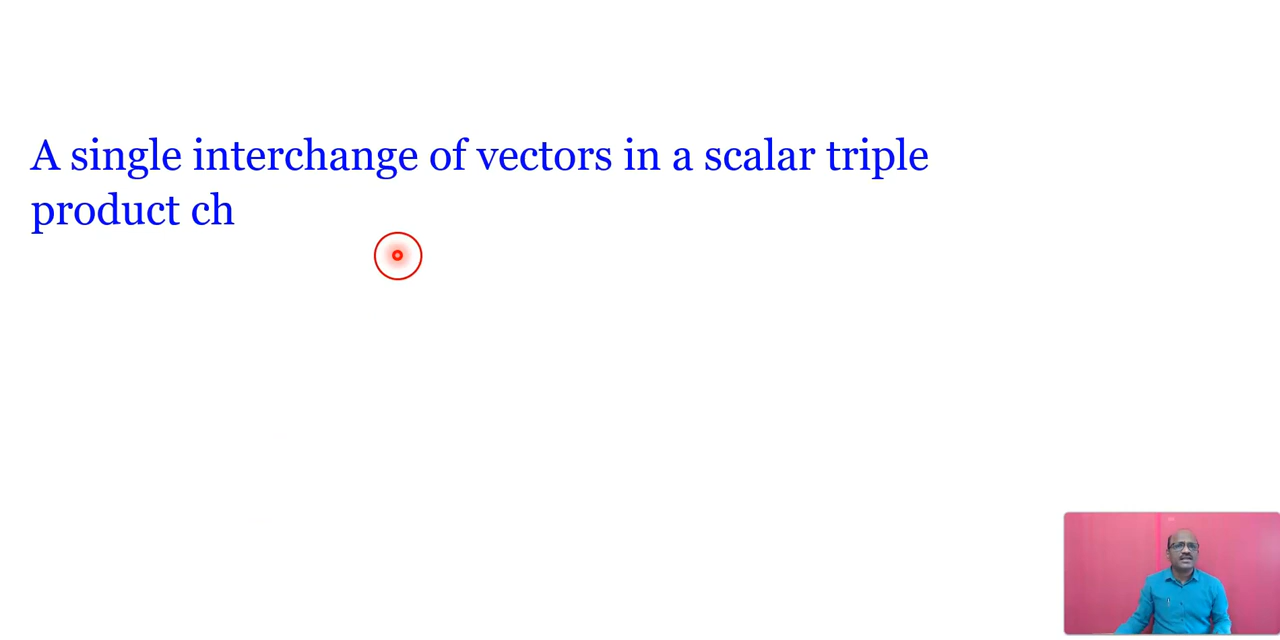 A single interchange of vectors in a scalar triple
product ch